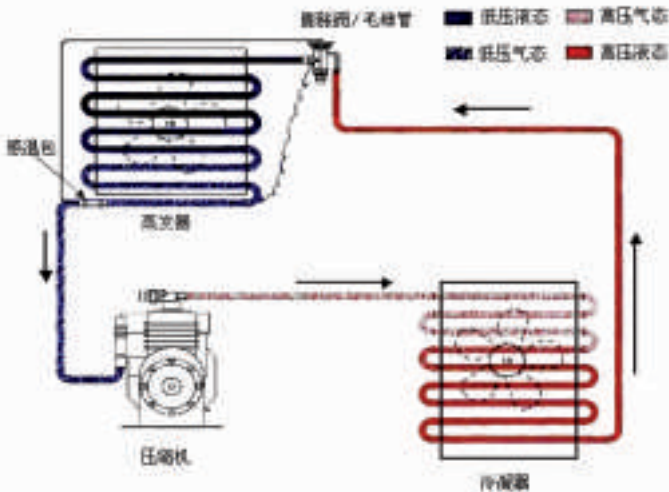 膨胀阀/毛细管
低压液态
高压气态
低压气态
高压液态
感温包
蒸发器
压缩机
冷凝器